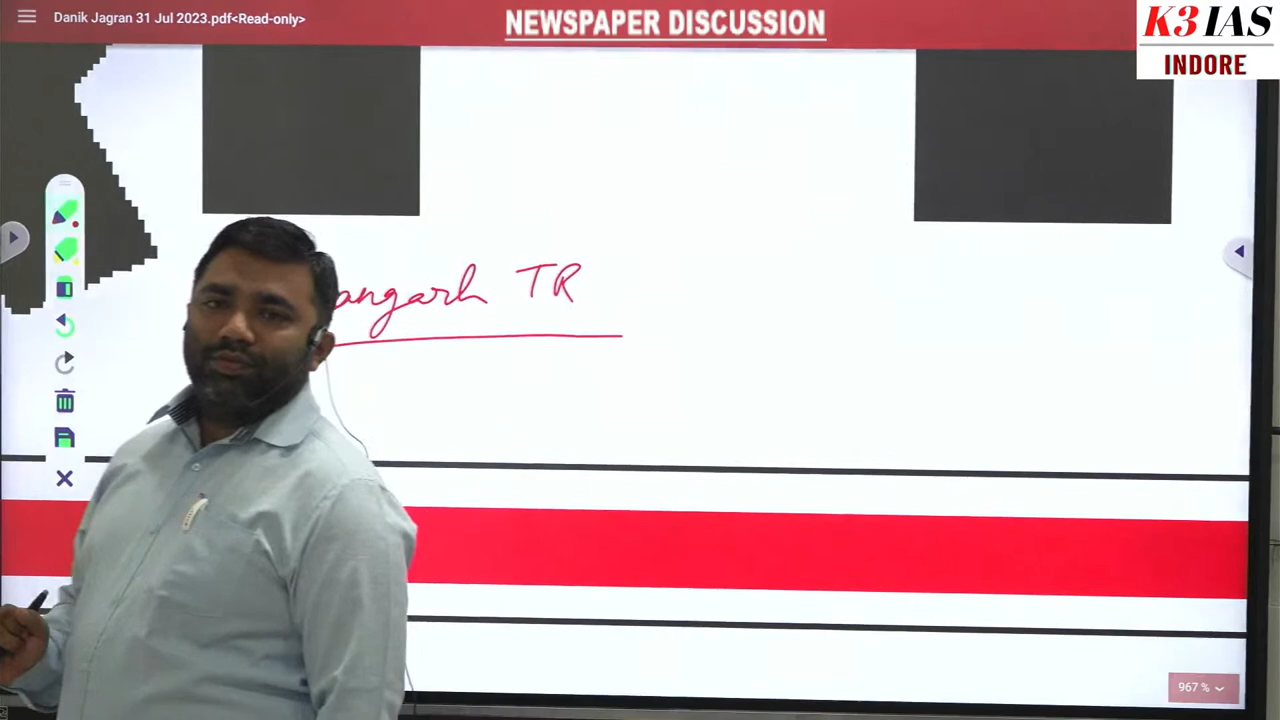 Danik Jagran 31 Jul 2023.pdf<Read-only>
NEWSPAPER DISCUSSION
K3 IAS
INDORE
angarh TR
967 %